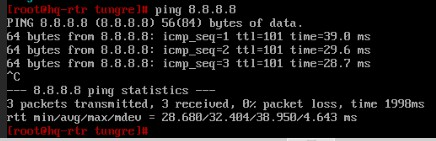 [root@hq-rtr tungre]# ping 8.8.8.8
PING 8.8.8.8 (8.8.8.8) 56(84) bytes of data.
64 bytes from 8.8.8.8: icmp_seq=1 ttl=101 time=39.0 ms
64 bytes from 8.8.8.8: icmp_seq=2 ttl=101 time=29.6 ms
64 bytes from 8.8.8.8: icmp_seq=3 ttl=101 time=28.7 ms
^C
--- 8.8.8.8 ping statistics ---
3 packets transmitted, 3 received, 0% packet loss, time 1998ms
rtt min/avg/max/mdev = 28.680/32.404/38.950/4.643 ms
[root@hq-rtr tungre]#